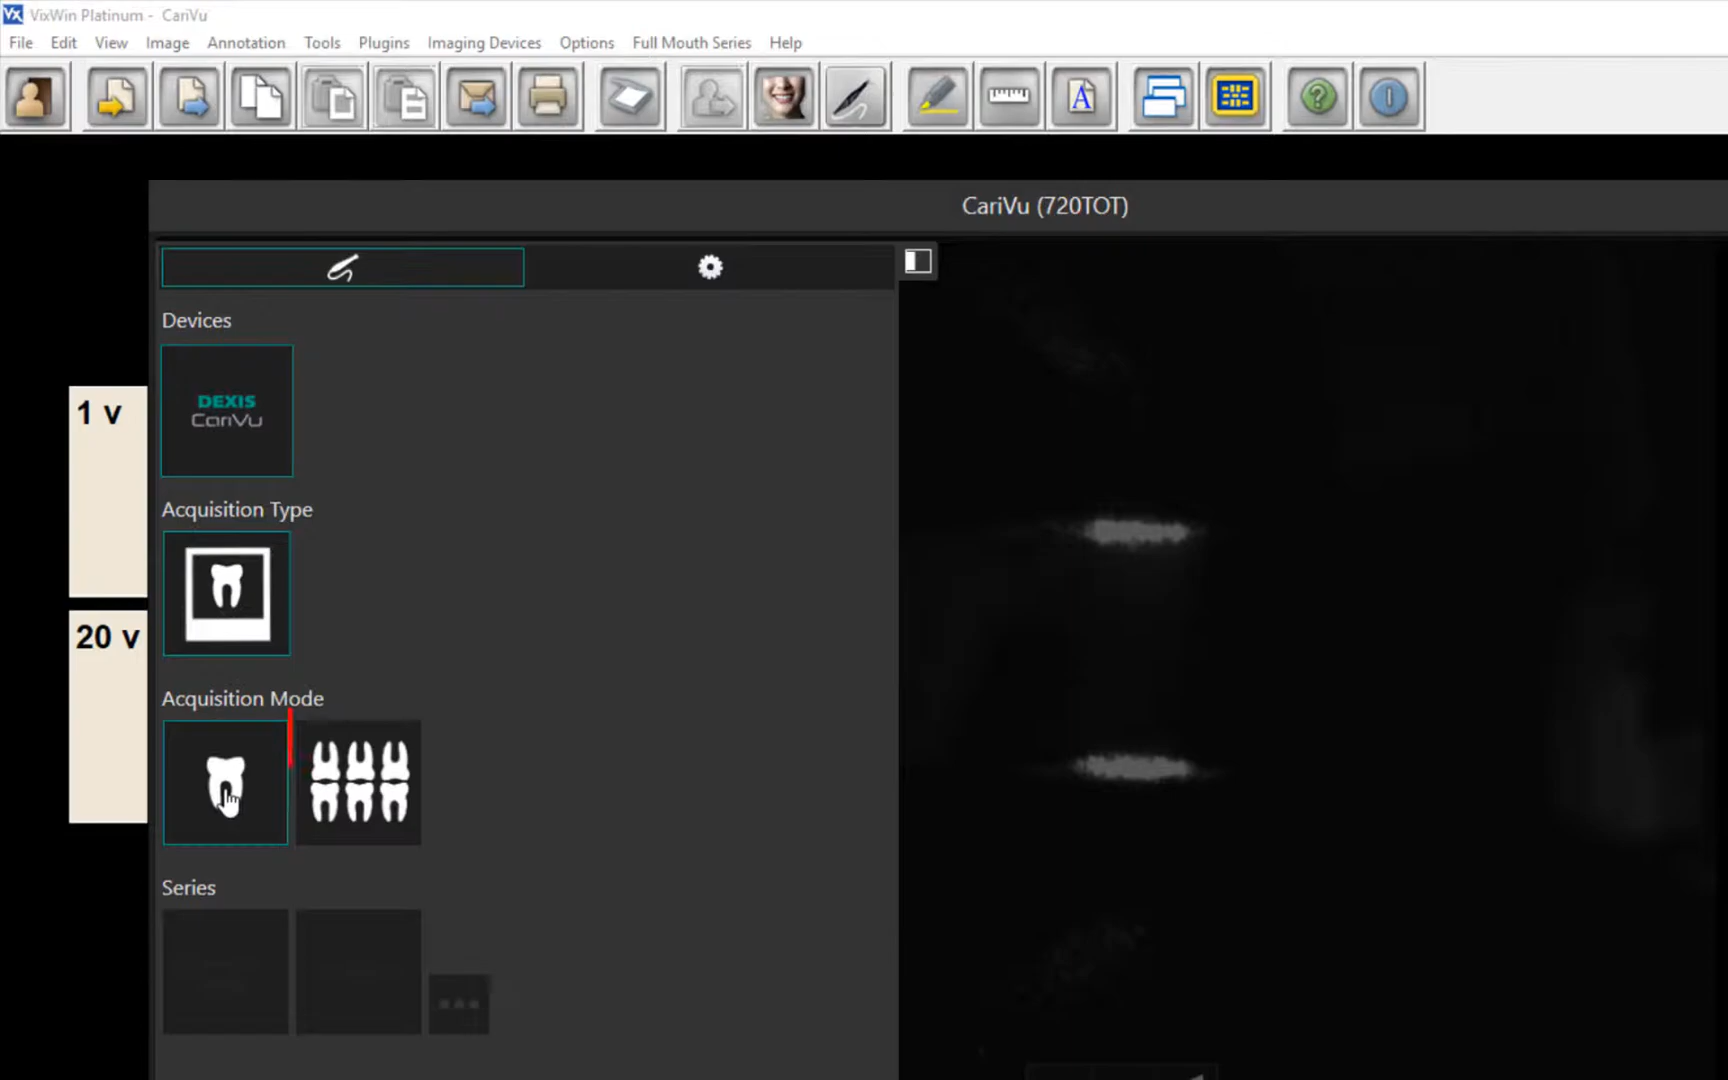 VixWin Platinum - CariVu
File Edit View Image Annotation Tools Plugins Imaging Devices Options Full Mouth Series Help
A
CariVu (720TOT)
Devices
DEXIS
CariVu
1 v
Acquisition Type
20 v
Acquisition Mode
Series